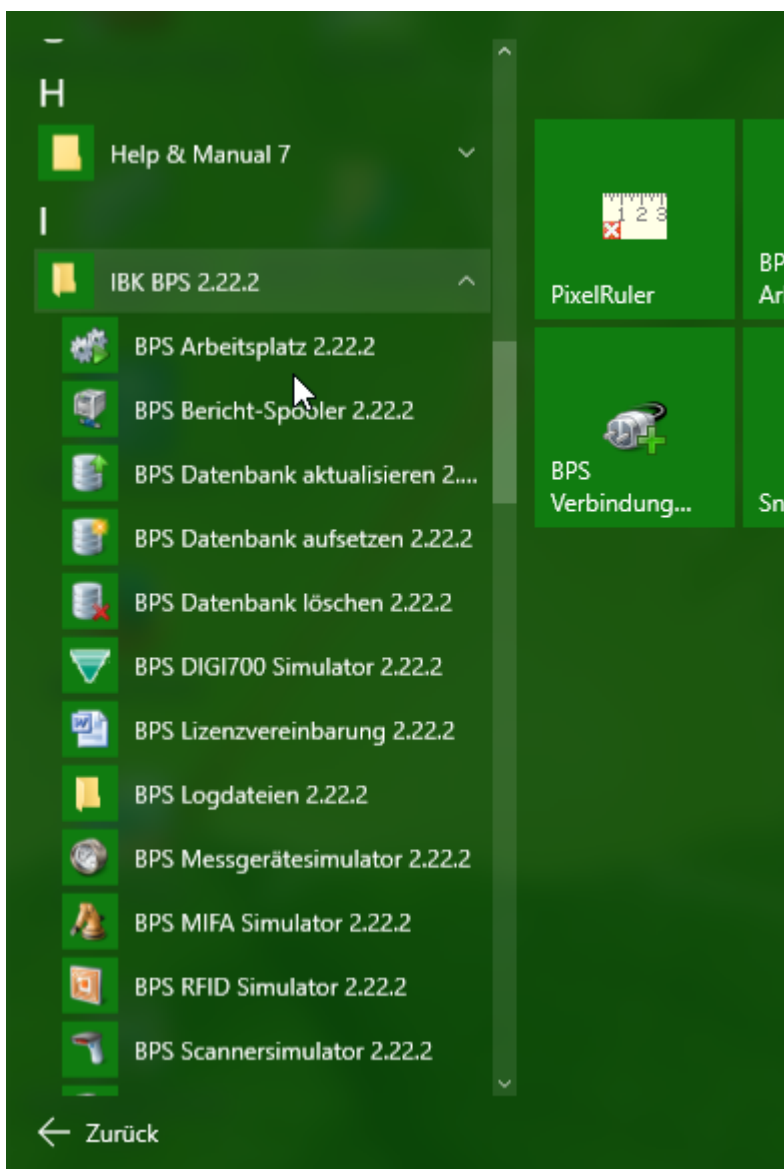 H
Help & Manual 7
I
IBK BPS 2.22.2
BPS Arbeitsplatz 2.22.2
BPS Bericht-Spooler 2.22.2
BPS Datenbank aktualisieren 2....
BPS Datenbank aufsetzen 2.22.2
BPS Datenbank löschen 2.22.2
BPS DIGI700 Simulator 2.22.2
BPS Lizenzvereinbarung 2.22.2
BPS Logdateien 2.22.2
BPS Messgerätesimulator 2.22.2
BPS MIFA Simulator 2.22.2
BPS RFID Simulator 2.22.2
BPS Scannersimulator 2.22.2
Zurück
1 2 3
PixelRuler
BPS
Verbindung...